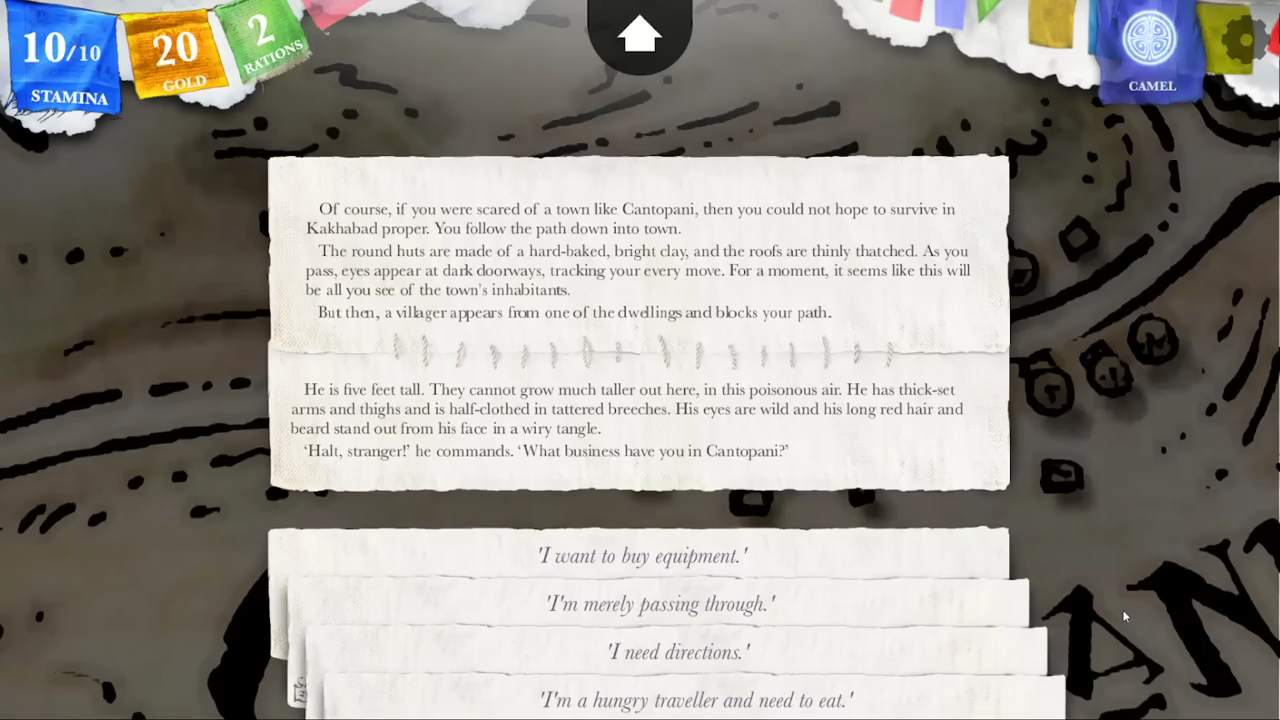 10/10
STAMINA
20
GOLD
2
RATIONS
CAMEL
Of course, if you were scared of a town like Cantopani, then you could not hope to survive in
Kakhabad proper. You follow the path down into town.
The round huts are made of a hard-baked, bright clay, and the roofs are thinly thatched. As you
pass, eyes appear at dark doorways, tracking your every move. For a moment, it seems like this will
be all you see of the town's inhabitants.
But then, a villager appears from one of the dwellings and blocks your path.
He is five feet tall. They cannot grow much taller out here, in this poisonous air. He has thick-set
arms and thighs and is half-clothed in tattered breeches. His eyes are wild and his long red hair and
beard stand out from his face in a wiry tangle.
‘Halt, stranger!’ he commands. ‘What business have you in Cantopani?’
'I want to buy equipment.'
'I'm merely passing through.'
'I need directions.'
'I'm a hungry traveller and need to eat.'
AN